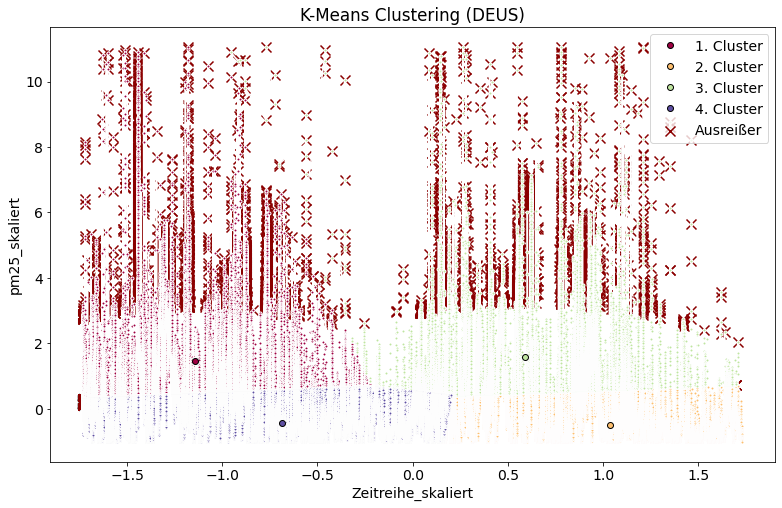 K-Means Clustering (DEUS)
1. Cluster
2. Cluster
3. Cluster
4. Cluster
Ausreißer
pm25_skaliert
10
8
6
4
2
0
−1.5
−1.0
−0.5
0.0
0.5
1.0
1.5
Zeitreihe_skaliert